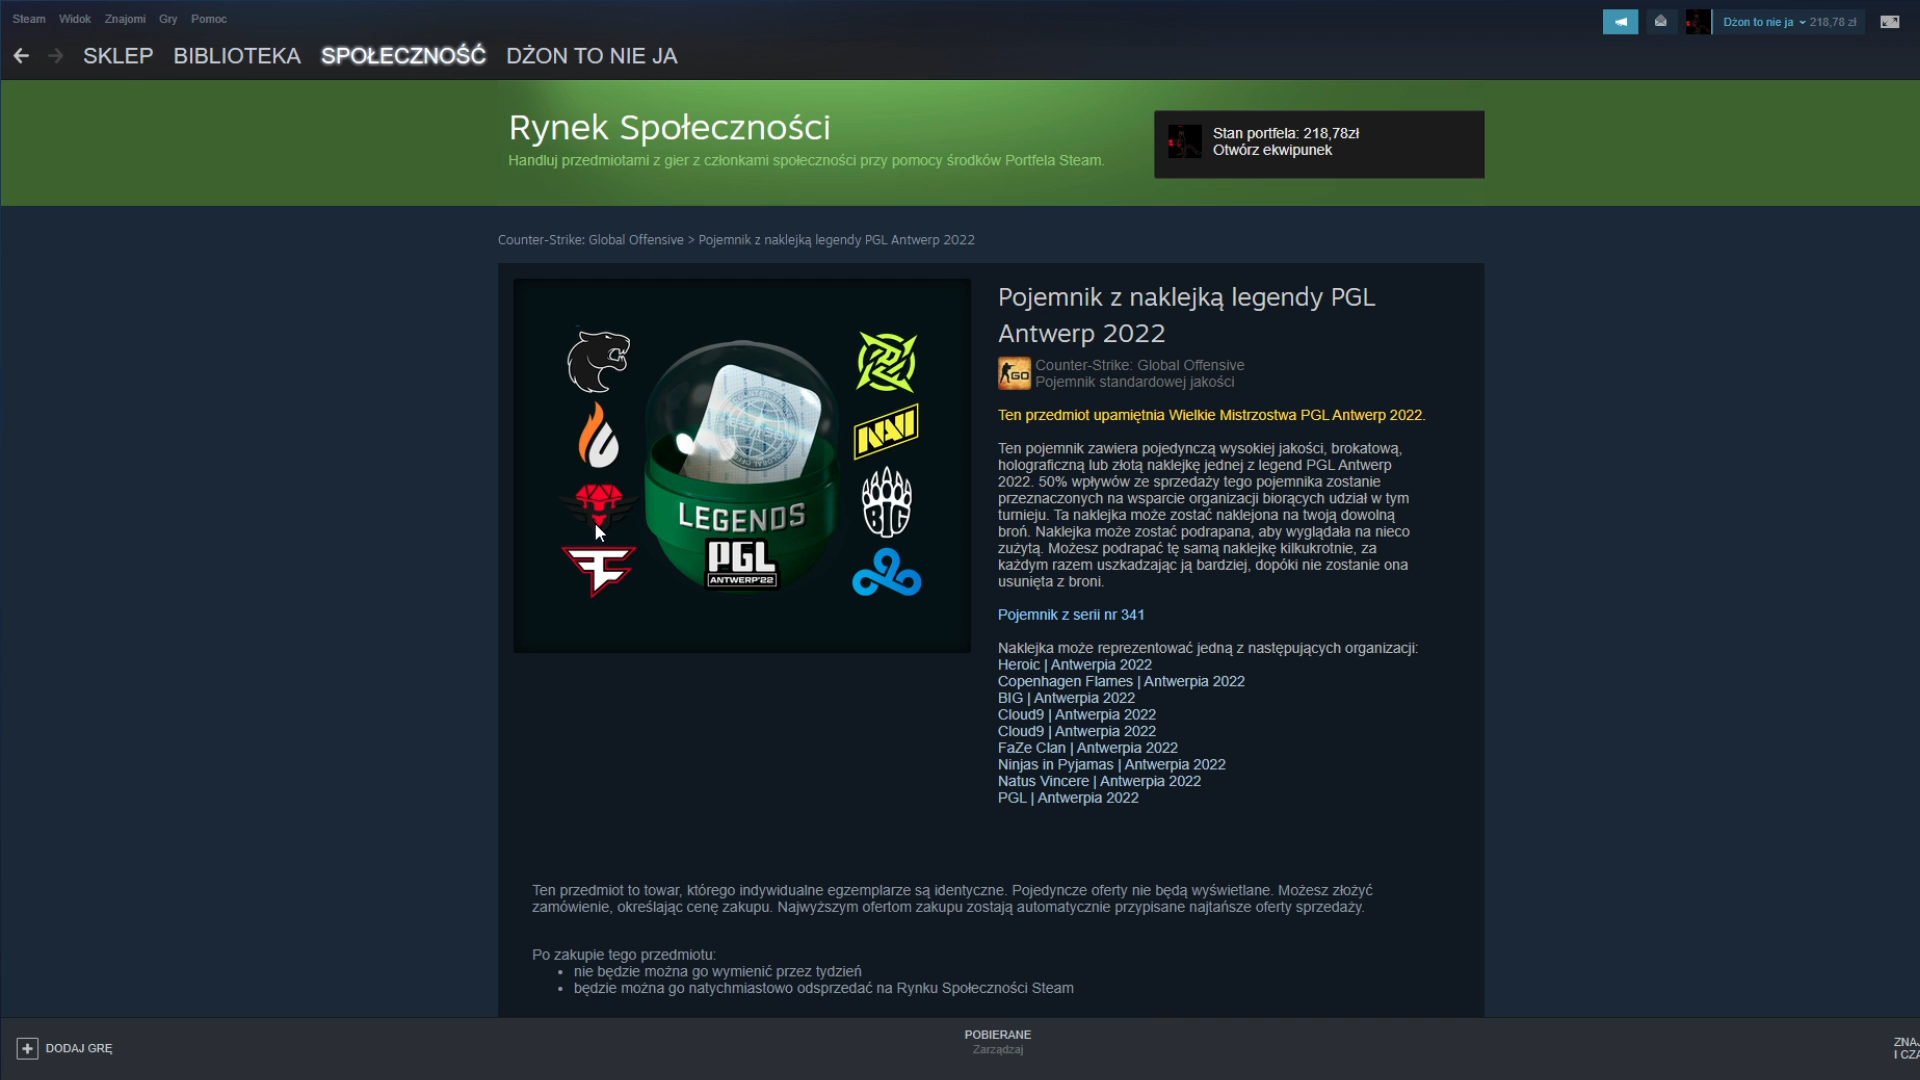 Steam Widok Znajomi Gry Pomoc
Dżon to nie ja 218,78 zł
SKLEP BIBLIOTEKA SPOŁECZNOŚĆ DŻON TO NIE JA
Rynek Społeczności
Handluj przedmiotami z gier z członkami społeczności przy pomocy środków Portfela Steam.
Stan portfela: 218,78zł
Otwórz ekwipunek
Counter-Strike: Global Offensive > Pojemnik z naklejką legendy PGL Antwerp 2022
NAVI
BIG
LEGENDS
PGL
ANTWERP'22
Pojemnik z naklejką legendy PGL
Antwerp 2022
GO
Counter-Strike: Global Offensive
Pojemnik standardowej jakości
Ten przedmiot upamiętnia Wielkie Mistrzostwa PGL Antwerp 2022.
Ten pojemnik zawiera pojedynczą wysokiej jakości, brokatową,
holograficzną lub złotą naklejkę jednej z legend PGL Antwerp
2022. 50% wpływów ze sprzedaży tego pojemnika zostanie
przeznaczonych na wsparcie organizacji biorących udział w tym
turnieju. Ta naklejka może zostać naklejona na twoją dowolną
broń. Naklejka może zostać podrapana, aby wyglądała na nieco
zużytą. Możesz podrapać tę samą naklejkę kilkukrotnie, za
każdym razem uszkadzając ją bardziej, dopóki nie zostanie ona
usunięta z broni.
Pojemnik z serii nr 341
Naklejka może reprezentować jedną z następujących organizacji:
Heroic | Antwerpia 2022
Copenhagen Flames | Antwerpia 2022
BIG | Antwerpia 2022
Cloud9 | Antwerpia 2022
Cloud9 | Antwerpia 2022
FaZe Clan | Antwerpia 2022
Ninjas in Pyjamas | Antwerpia 2022
Natus Vincere | Antwerpia 2022
PGL | Antwerpia 2022
Ten przedmiot to towar, którego indywidualne egzemplarze są identyczne. Pojedyncze oferty nie będą wyświetlane. Możesz złożyć
zamówienie, określając cenę zakupu. Najwyższym ofertom zakupu zostają automatycznie przypisane najtańsze oferty sprzedaży.
Po zakupie tego przedmiotu:
• nie będzie można go wymienić przez tydzień
• będzie można go natychmiastowo odsprzedać na Rynku Społeczności Steam
DODAJ GRĘ
POBIERANE
Zarządzaj
ZNAJ
I CZA